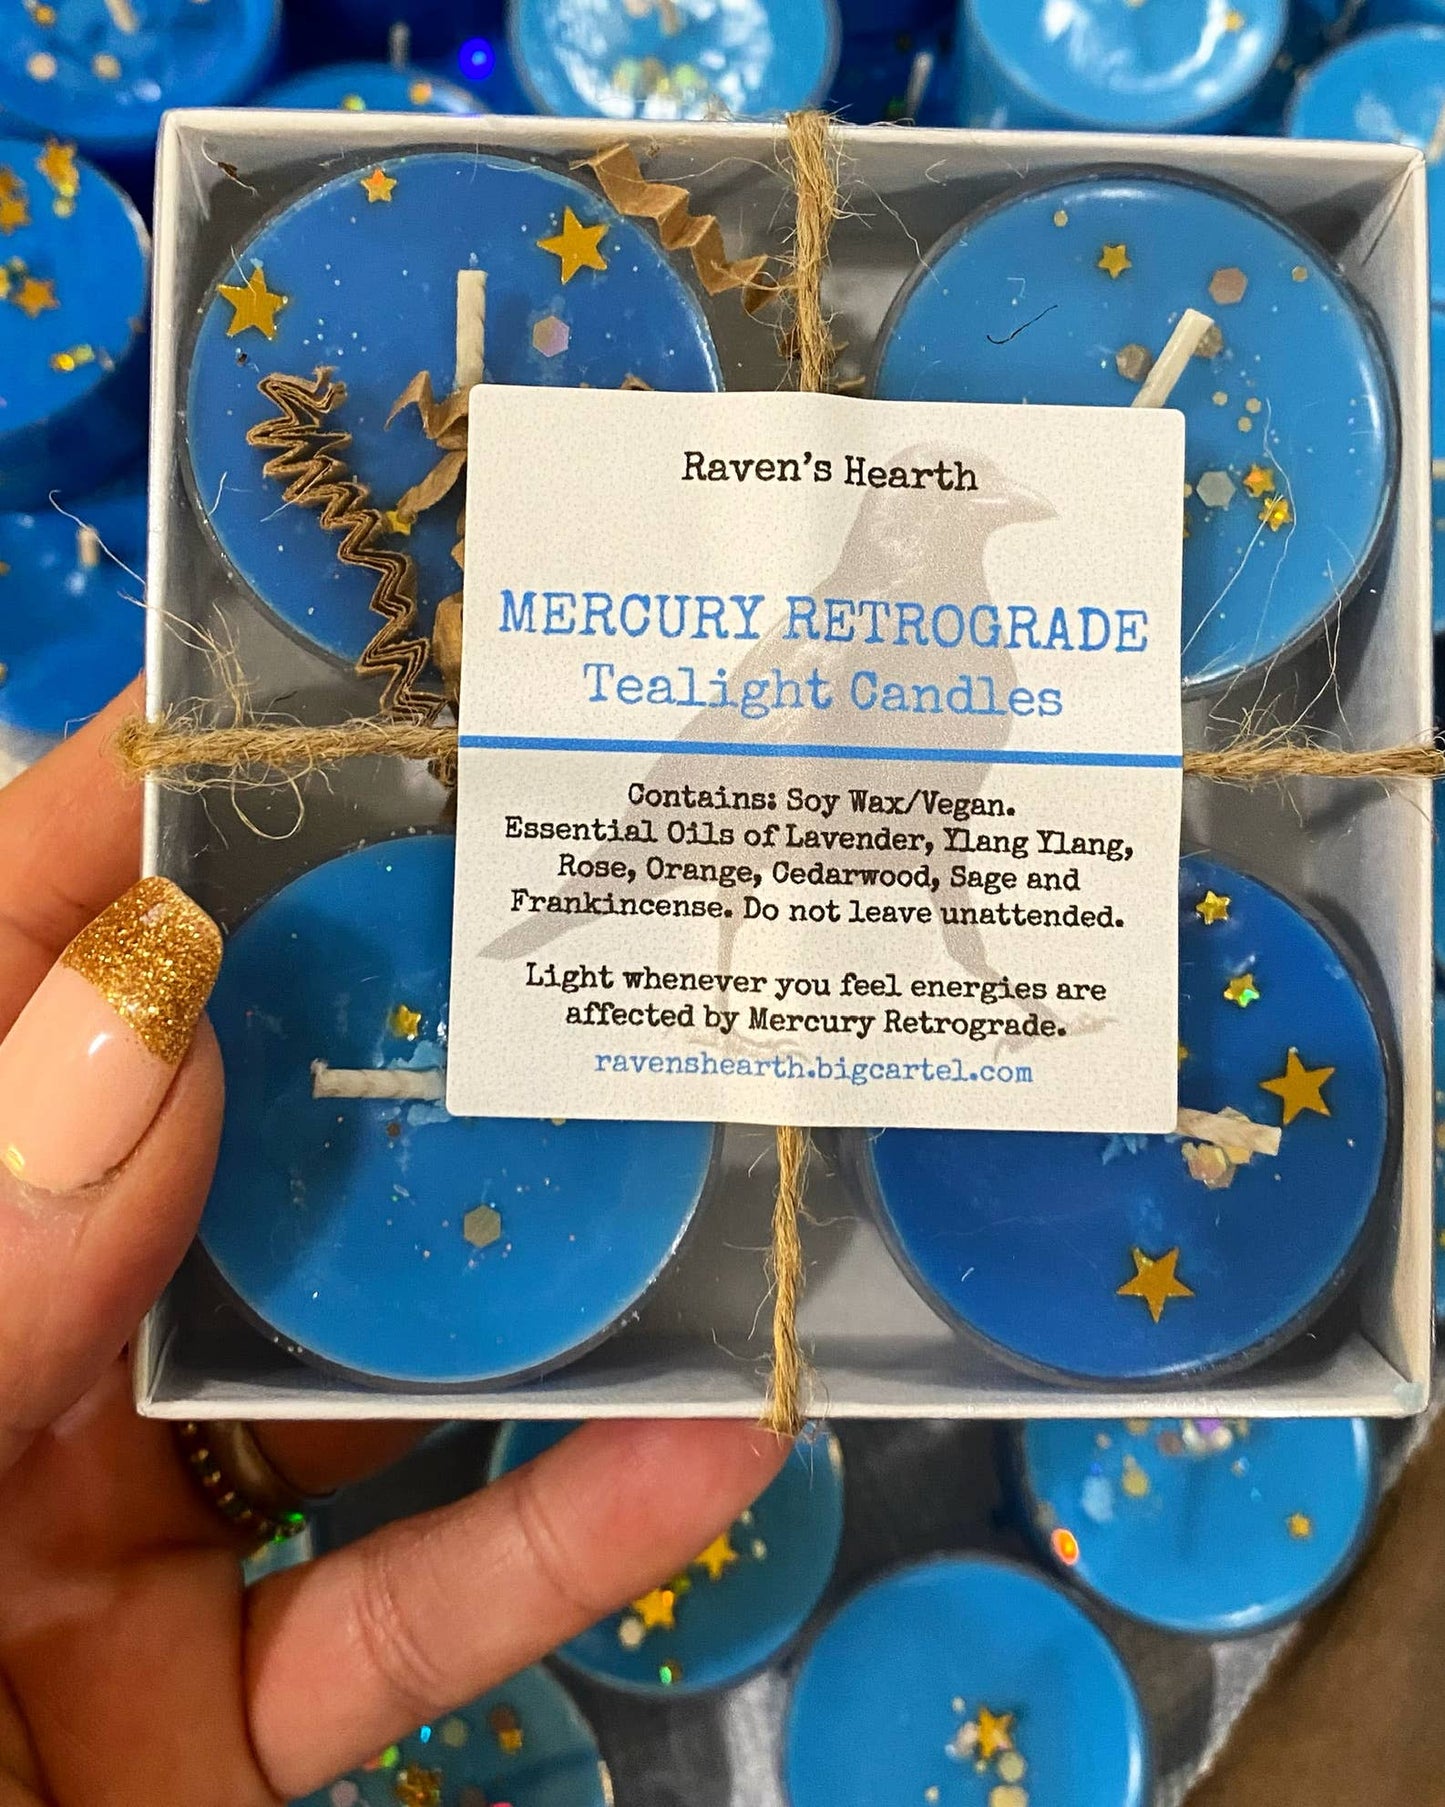 Raven's Hearth
MERCURY RETROGRADE
Tealight Candles
Contains: Soy Wax/Vegan.
Essential Oils of Lavender, Ylang Ylang,
Rose, Orange, Cedarwood, Sage and
Frankincense. Do not leave unattended.
Light whenever you feel energies are
affected by Mercury Retrograde.
ravenshearth.bigcartel.com